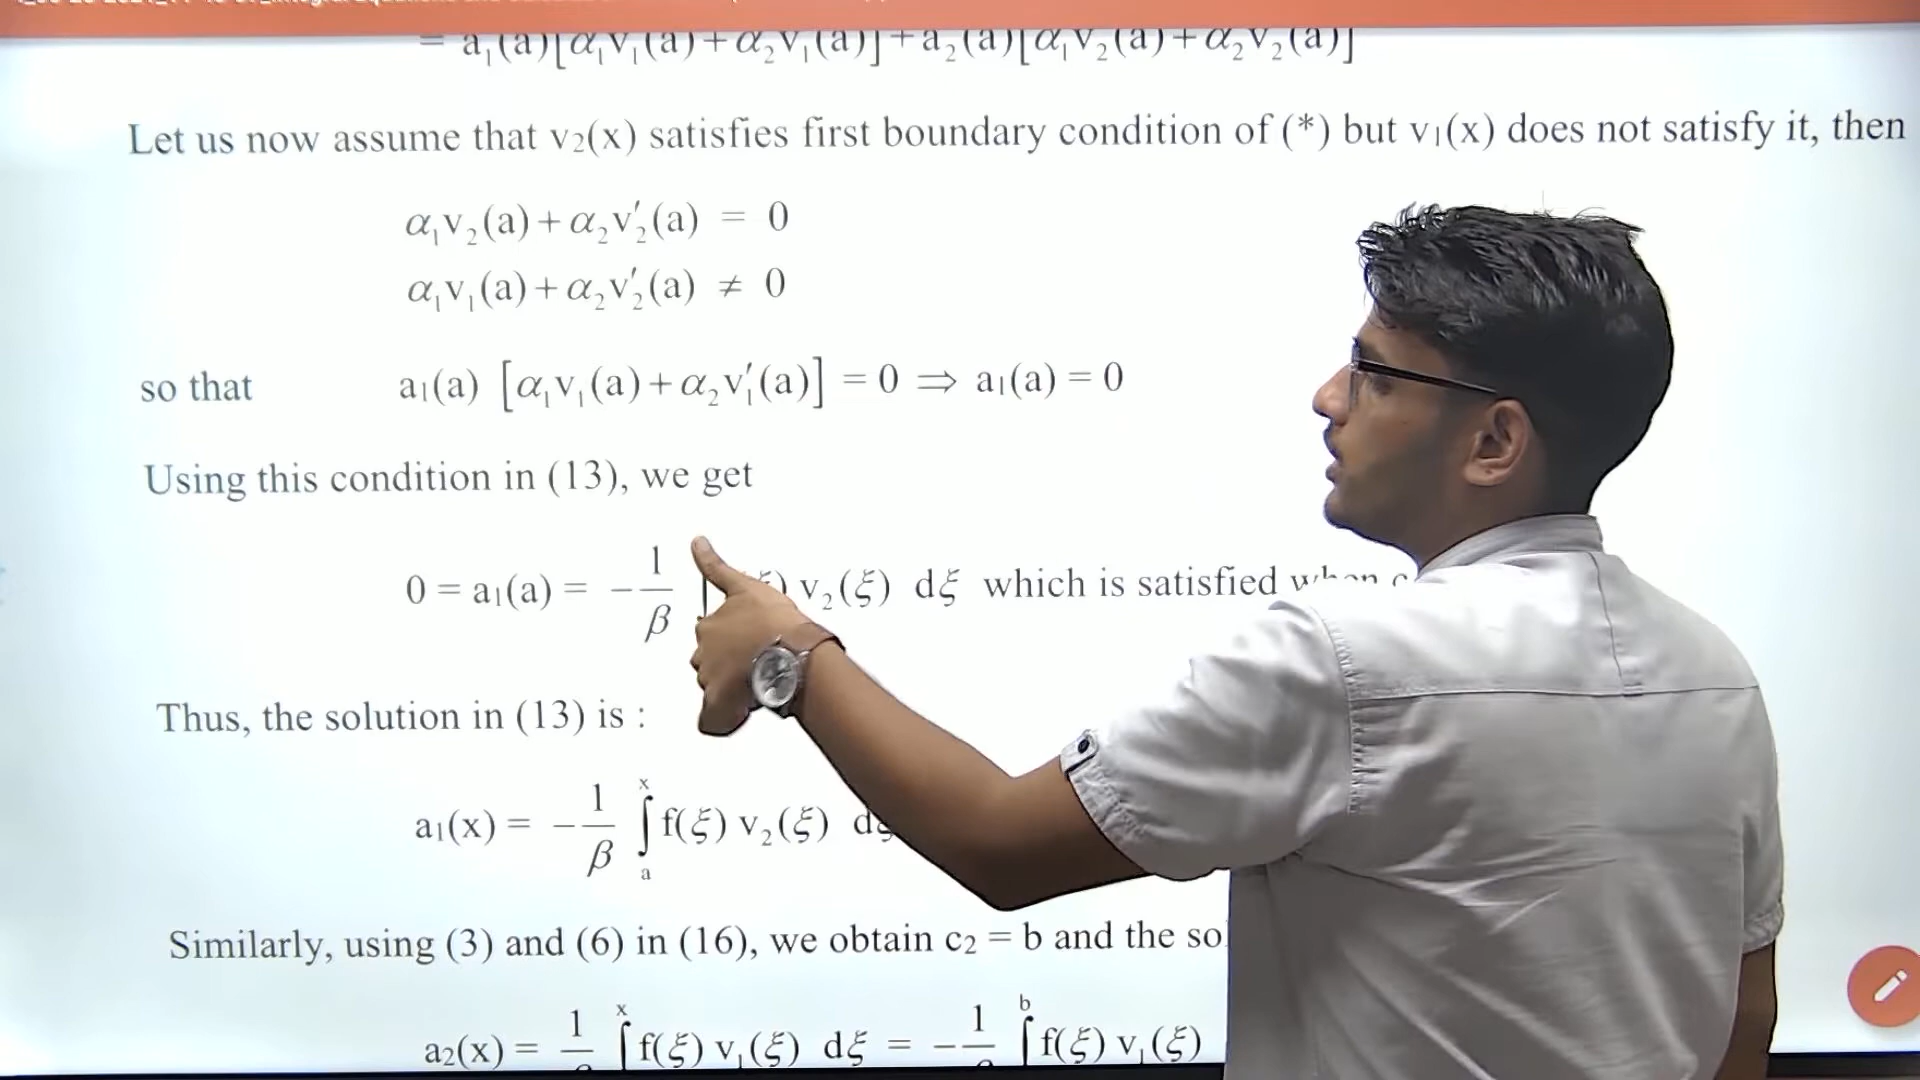 = a₁(a)[α₁v₁(a)+α₂v₁(a)]+a₂(a)[α₁v₂(a)+α₂v₂(a)]
Let us now assume that v₂(x) satisfies first boundary condition of (*) but v₁(x) does not satisfy it, then
α₁v₂(a)+α₂v₂′(a) = 0
α₁v₁(a)+α₂v₂′(a) ≠ 0
so that a₁(a) [α₁v₁(a)+α₂v₁′(a)] = 0 ⇒ a₁(a) = 0
Using this condition in (13), we get
0 = a₁(a) = −1/β ∫ v₂(ξ) dξ which is satisfied
Thus, the solution in (13) is :
a₁(x) = −1/β ∫ₐˣ f(ξ) v₂(ξ) dξ
Similarly, using (3) and (6) in (16), we obtain c₂ = b and the
a₂(x) = 1/ ∫ˣ f(ξ) v₁(ξ) dξ = −1/ ∫ᵇ f(ξ) v₁(ξ)